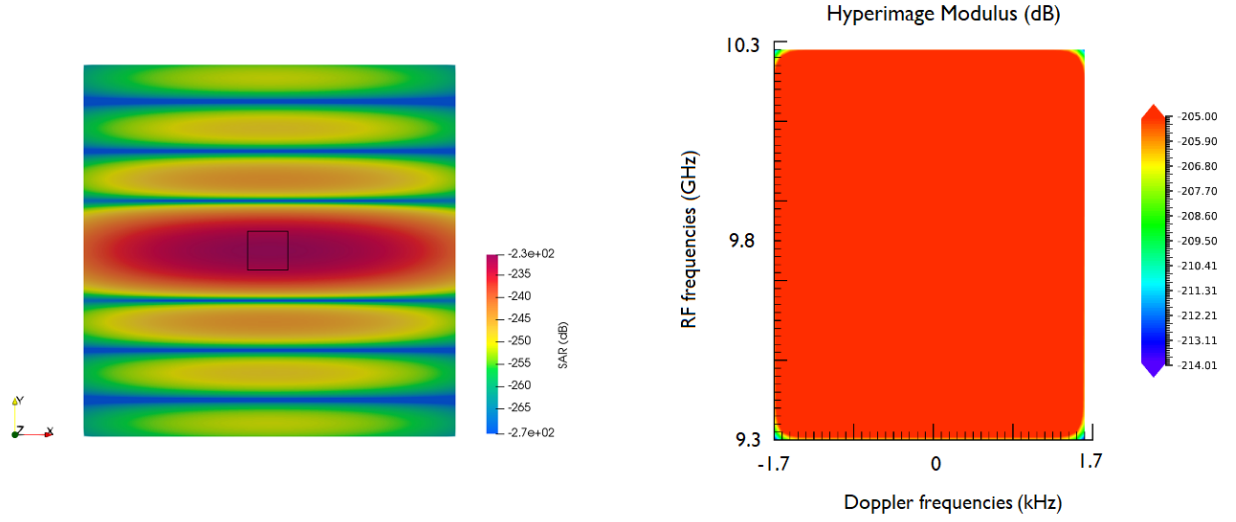 Hyperimage Modulus (dB)
10.3
9.8
9.3
RF frequencies (GHz)
-1.7
0
1.7
Doppler frequencies (kHz)
-2.3e+02
-235
-240
-245
-250
-255
-260
-265
-2.7e+02
SAR (dB)
Y
Z
X
-205.00
-205.90
-206.80
-207.70
-208.60
-209.50
-210.41
-211.31
-212.21
-213.11
-214.01